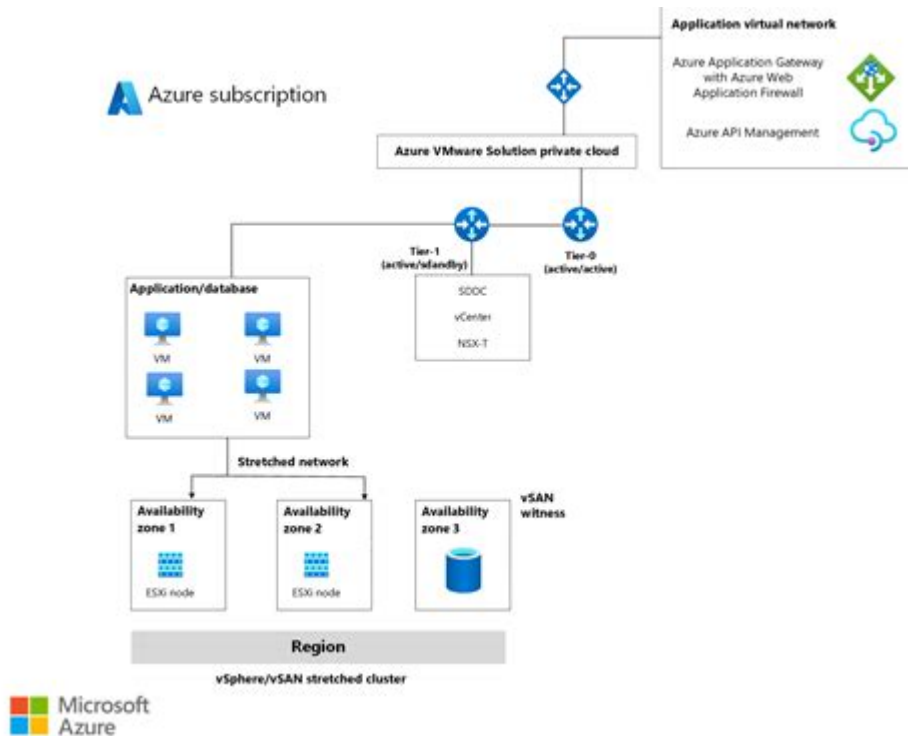 Application virtual network
Azure Application Gateway
with Azure Web
Application Firewall
Azure API Management
Azure subscription
Azure VMware Solution private cloud
Tier-1
(active/sdandby)
Tier-0
(active/active)
SDDC
vCenter
NSX-T
Application/database
VM
VM
VM
VM
Stretched network
Availability
zone 1
ESXi node
Availability
zone 2
ESXi node
Availability
zone 3
vSAN
witness
Region
vSphere/vSAN stretched cluster
Microsoft
Azure